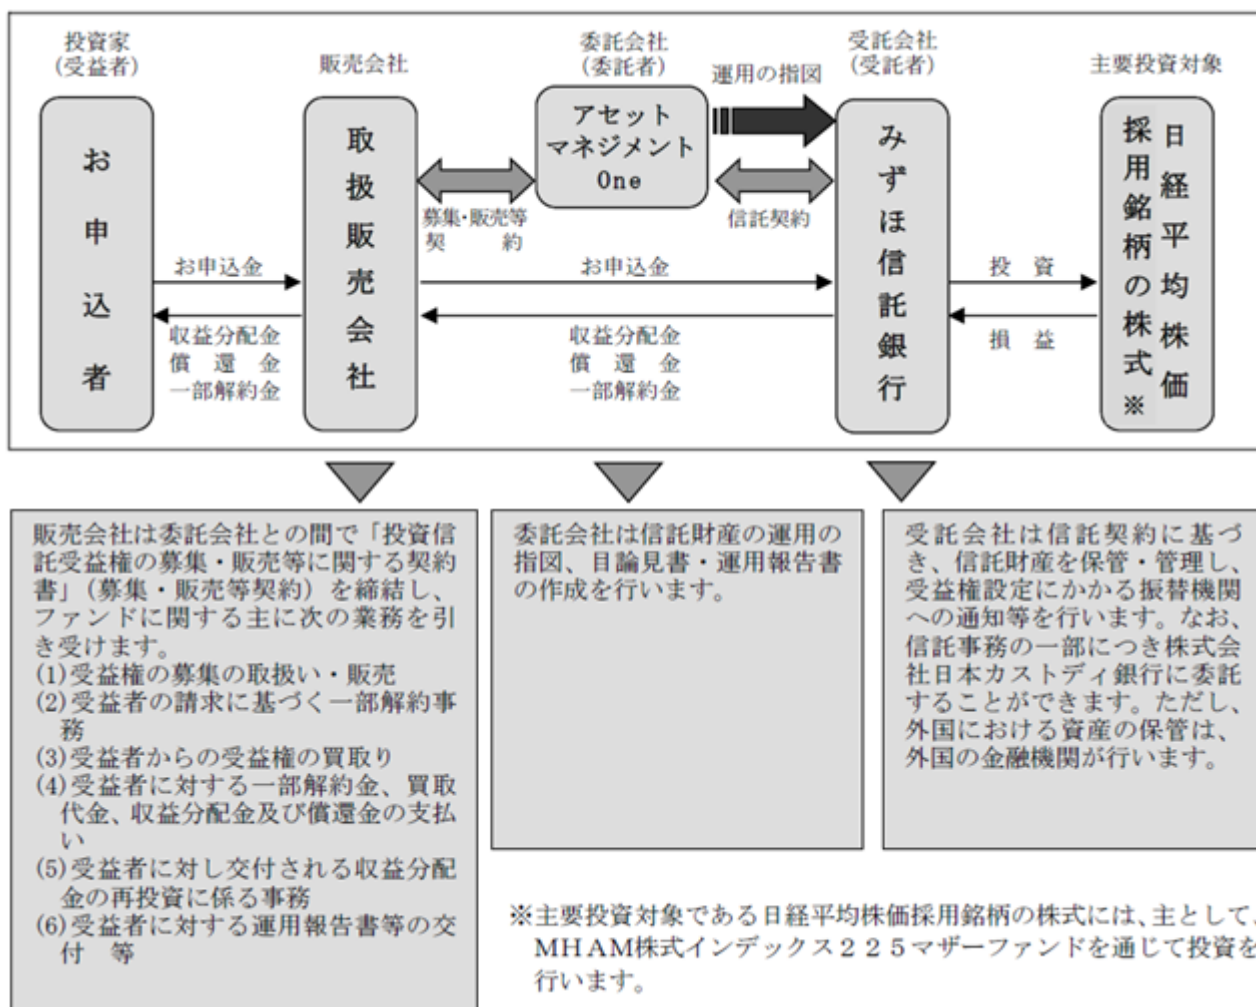 投資家
(受益者)
販売会社
委託会社
(委託者)
運用の指図
受託会社
(受託者)
主要投資対象
お申込者
取扱販売会社
アセット
マネジメント
One
みずほ信託銀行
日経平均株価
採用銘柄の株式※
募集・販売等
契約
信託契約
お申込金
お申込金
投資
収益分配金
償還金
一部解約金
収益分配金
償還金
一部解約金
損益
販売会社は委託会社との間で「投資信
託受益権の募集・販売等に関する契約
書」(募集・販売等契約)を締結し、
ファンドに関する主に次の業務を引
き受けます。
(1)受益権の募集の取扱い・販売
(2)受益者の請求に基づく一部解約事
務
(3)受益者からの受益権の買取り
(4)受益者に対する一部解約金、買取
代金、収益分配金及び償還金の支払
い
(5)受益者に対し交付される収益分配
金の再投資に係る事務
(6)受益者に対する運用報告書等の交
付 等
委託会社は信託財産の運用の
指図、目論見書・運用報告書
の作成を行います。
受託会社は信託契約に基づ
き、信託財産を保管・管理し、
受益権設定にかかる振替機関
への通知等を行います。なお、
信託事務の一部につき株式会
社日本カストディ銀行に委託
することができます。ただし、
外国における資産の保管は、
外国の金融機関が行います。
※主要投資対象である日経平均株価採用銘柄の株式には、主として、
MHAM株式インデックス225マザーファンドを通じて投資を
行います。